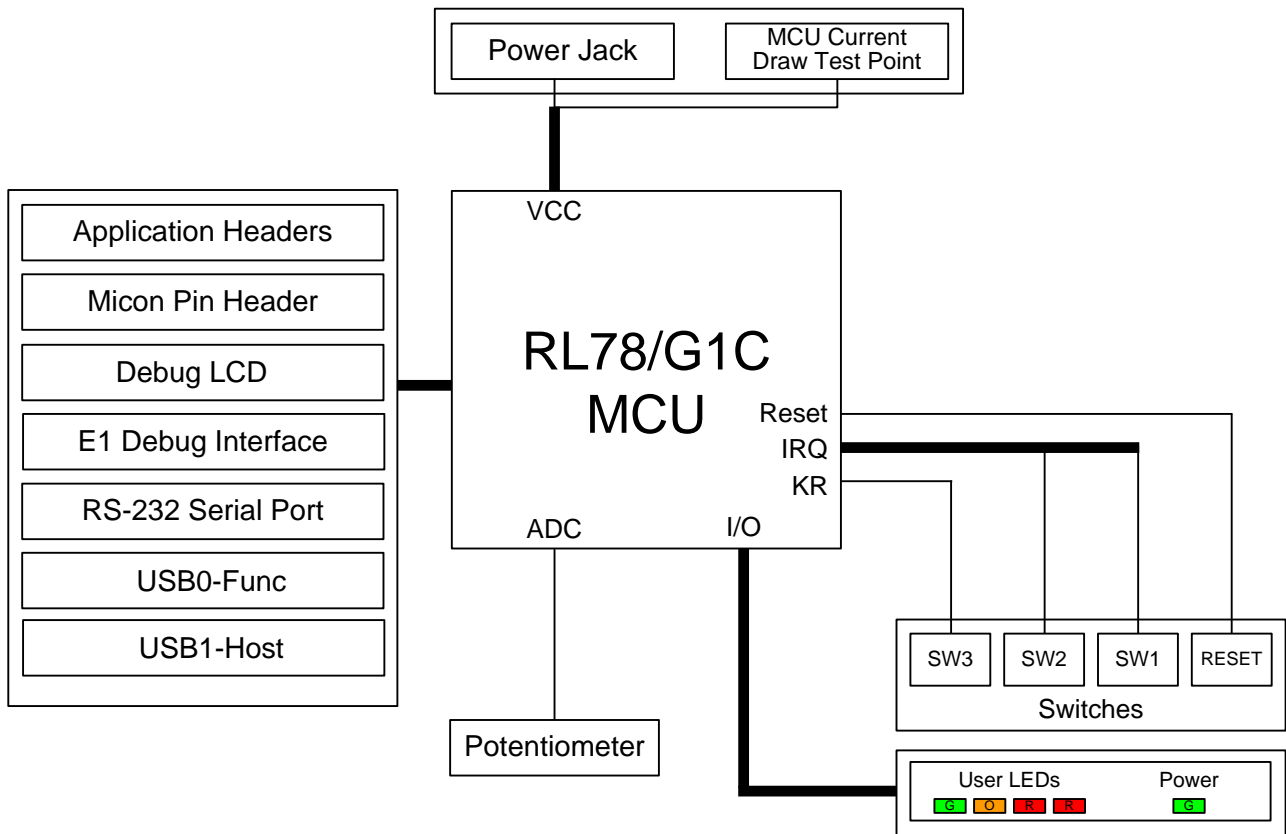 Power Jack
MCU Current
Draw Test Point
Application Headers
Micon Pin Header
Debug LCD
E1 Debug Interface
RS-232 Serial Port
USB0-Func
USB1-Host
VCC
RL78/G1C
MCU
Reset
IRQ
KR
ADC
I/O
Potentiometer
SW3
SW2
SW1
RESET
Switches
User LEDs
Power
G O R R
G